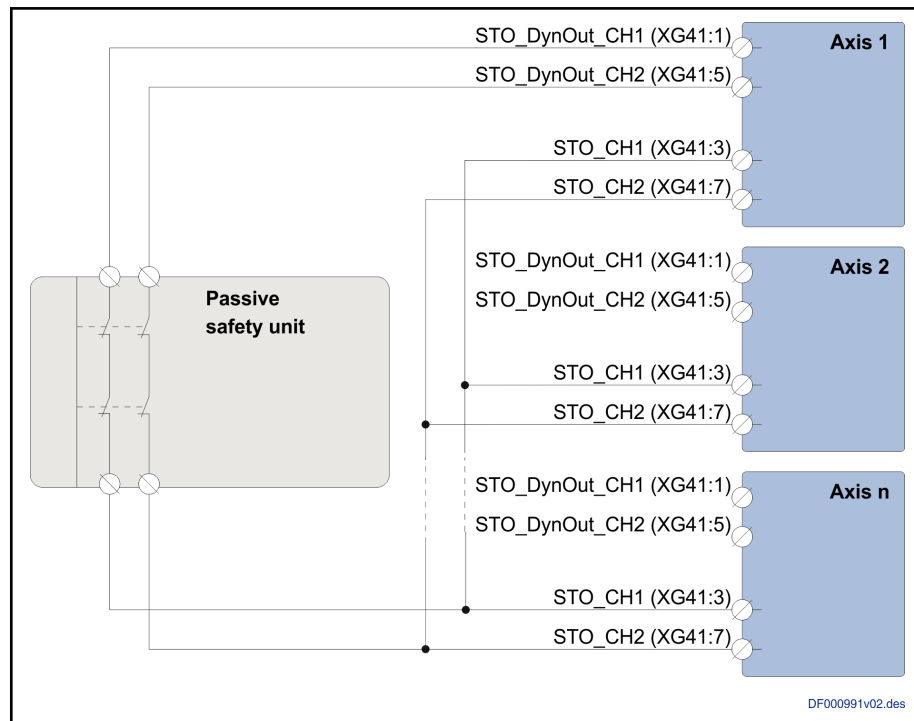 STO_DynOut_CH1 (XG41:1)
Axis 1
STO_DynOut_CH2 (XG41:5)
STO_CH1 (XG41:3)
STO_CH2 (XG41:7)
STO_DynOut_CH1 (XG41:1)
Axis 2
STO_DynOut_CH2 (XG41:5)
Passive
safety unit
STO_CH1 (XG41:3)
STO_CH2 (XG41:7)
STO_DynOut_CH1 (XG41:1)
Axis n
STO_DynOut_CH2 (XG41:5)
STO_CH1 (XG41:3)
STO_CH2 (XG41:7)
DF000991v02.des